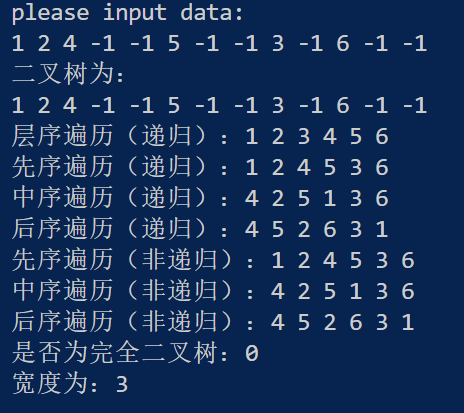 please input data:
1 2 4 -1 -1 5 -1 -1 3 -1 6 -1 -1
二叉树为:
1 2 4 -1 -1 5 -1 -1 3 -1 6 -1 -1
层序遍历（递归）：1 2 3 4 5 6
先序遍历（递归）：1 2 4 5 3 6
中序遍历（递归）：4 2 5 1 3 6
后序遍历（递归）：4 5 2 6 3 1
先序遍历（非递归）：1 2 4 5 3 6
中序遍历（非递归）：4 2 5 1 3 6
后序遍历（非递归）：4 5 2 6 3 1
是否为完全二叉树：0
宽度为：3